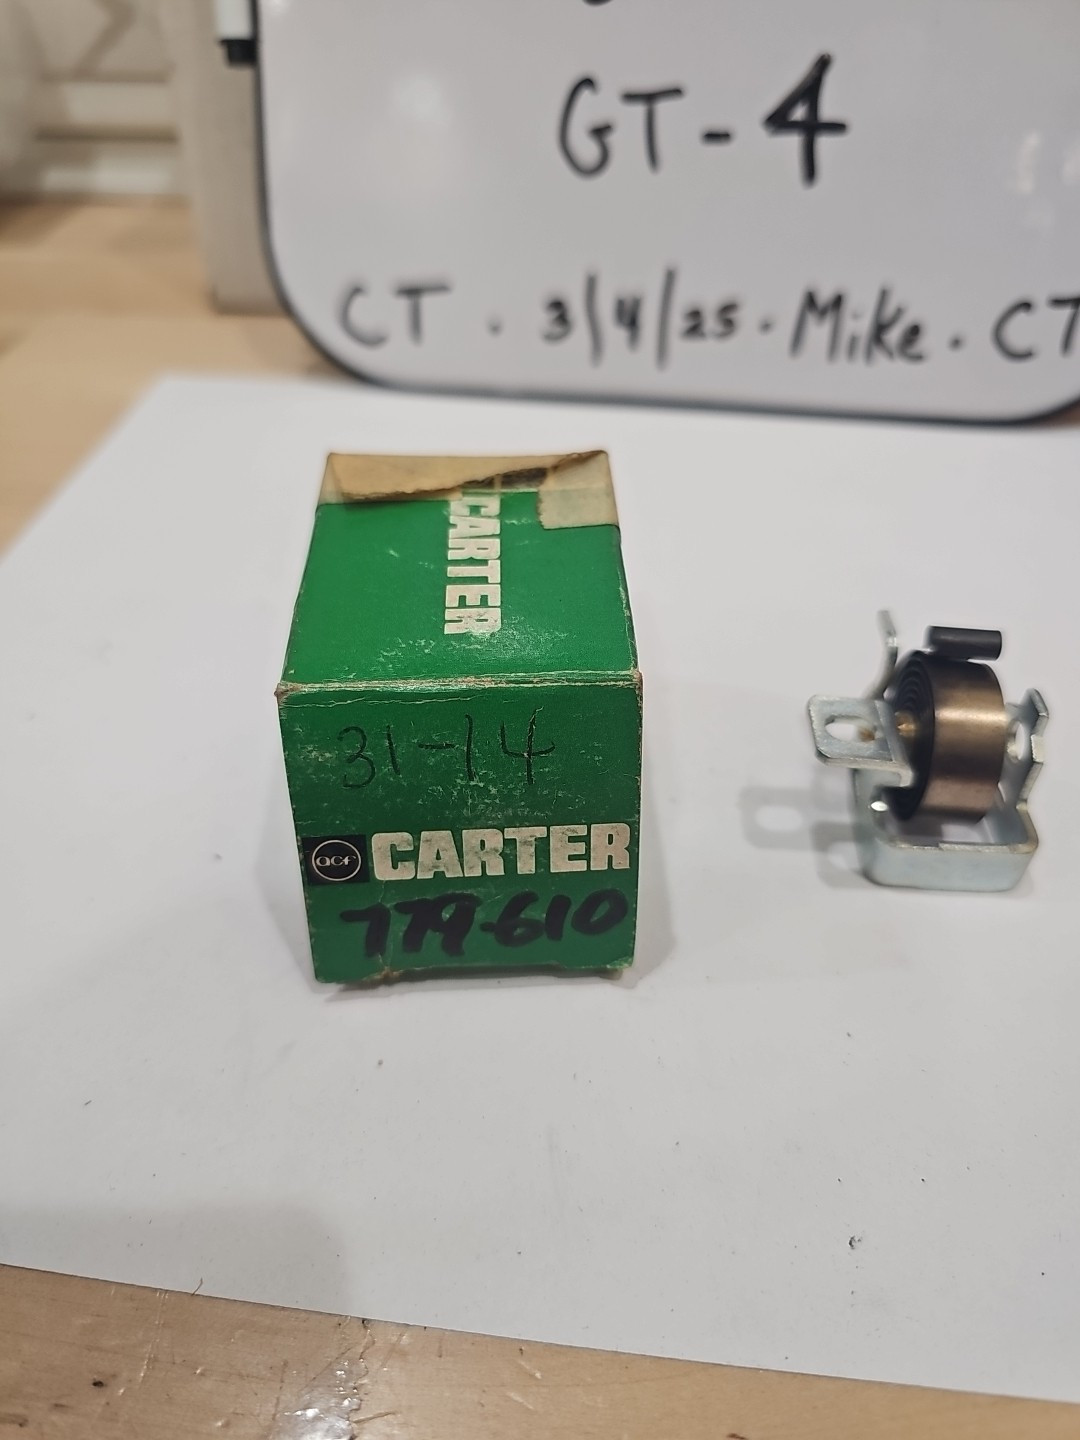 GT-4
CT . 3/4/25 . Mike . CT
CARTER
31-14
acf CARTER
779-610